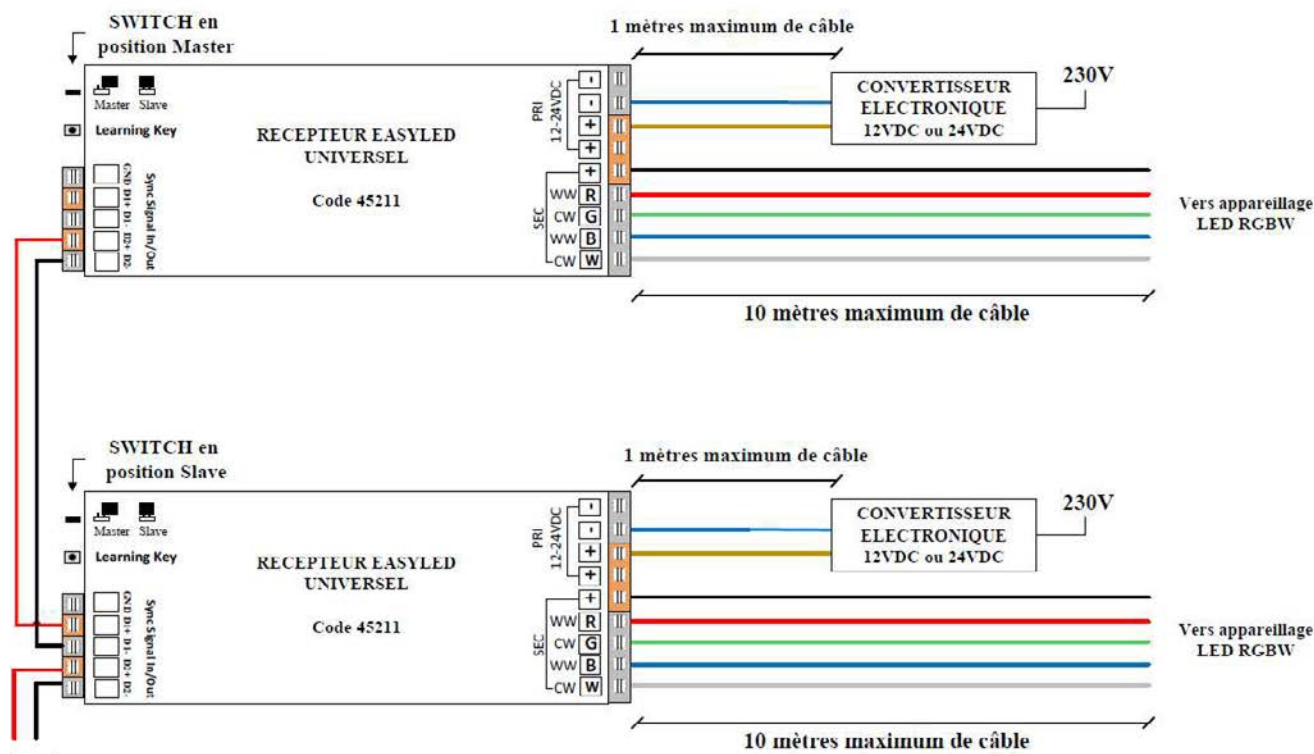 SWITCH en
position Master
1 mètres maximum de câble
Master Slave
Learning Key
RECEPTEUR EASYLED
UNIVERSEL
Code 45211
GND
D1+
D1-
D2+
D2-
Sync Signal In/Out
PRI
12-24VDC
-
-
+
+
+
SEC
WW R
CW G
WW B
CW W
CONVERTISSEUR
ELECTRONIQUE
12VDC ou 24VDC
230V
Vers appareillage
LED RGBW
10 mètres maximum de câble
SWITCH en
position Slave
1 mètres maximum de câble
Master Slave
Learning Key
RECEPTEUR EASYLED
UNIVERSEL
Code 45211
GND
D1+
D1-
D2+
D2-
Sync Signal In/Out
PRI
12-24VDC
-
-
+
+
+
SEC
WW R
CW G
WW B
CW W
CONVERTISSEUR
ELECTRONIQUE
12VDC ou 24VDC
230V
Vers appareillage
LED RGBW
10 mètres maximum de câble